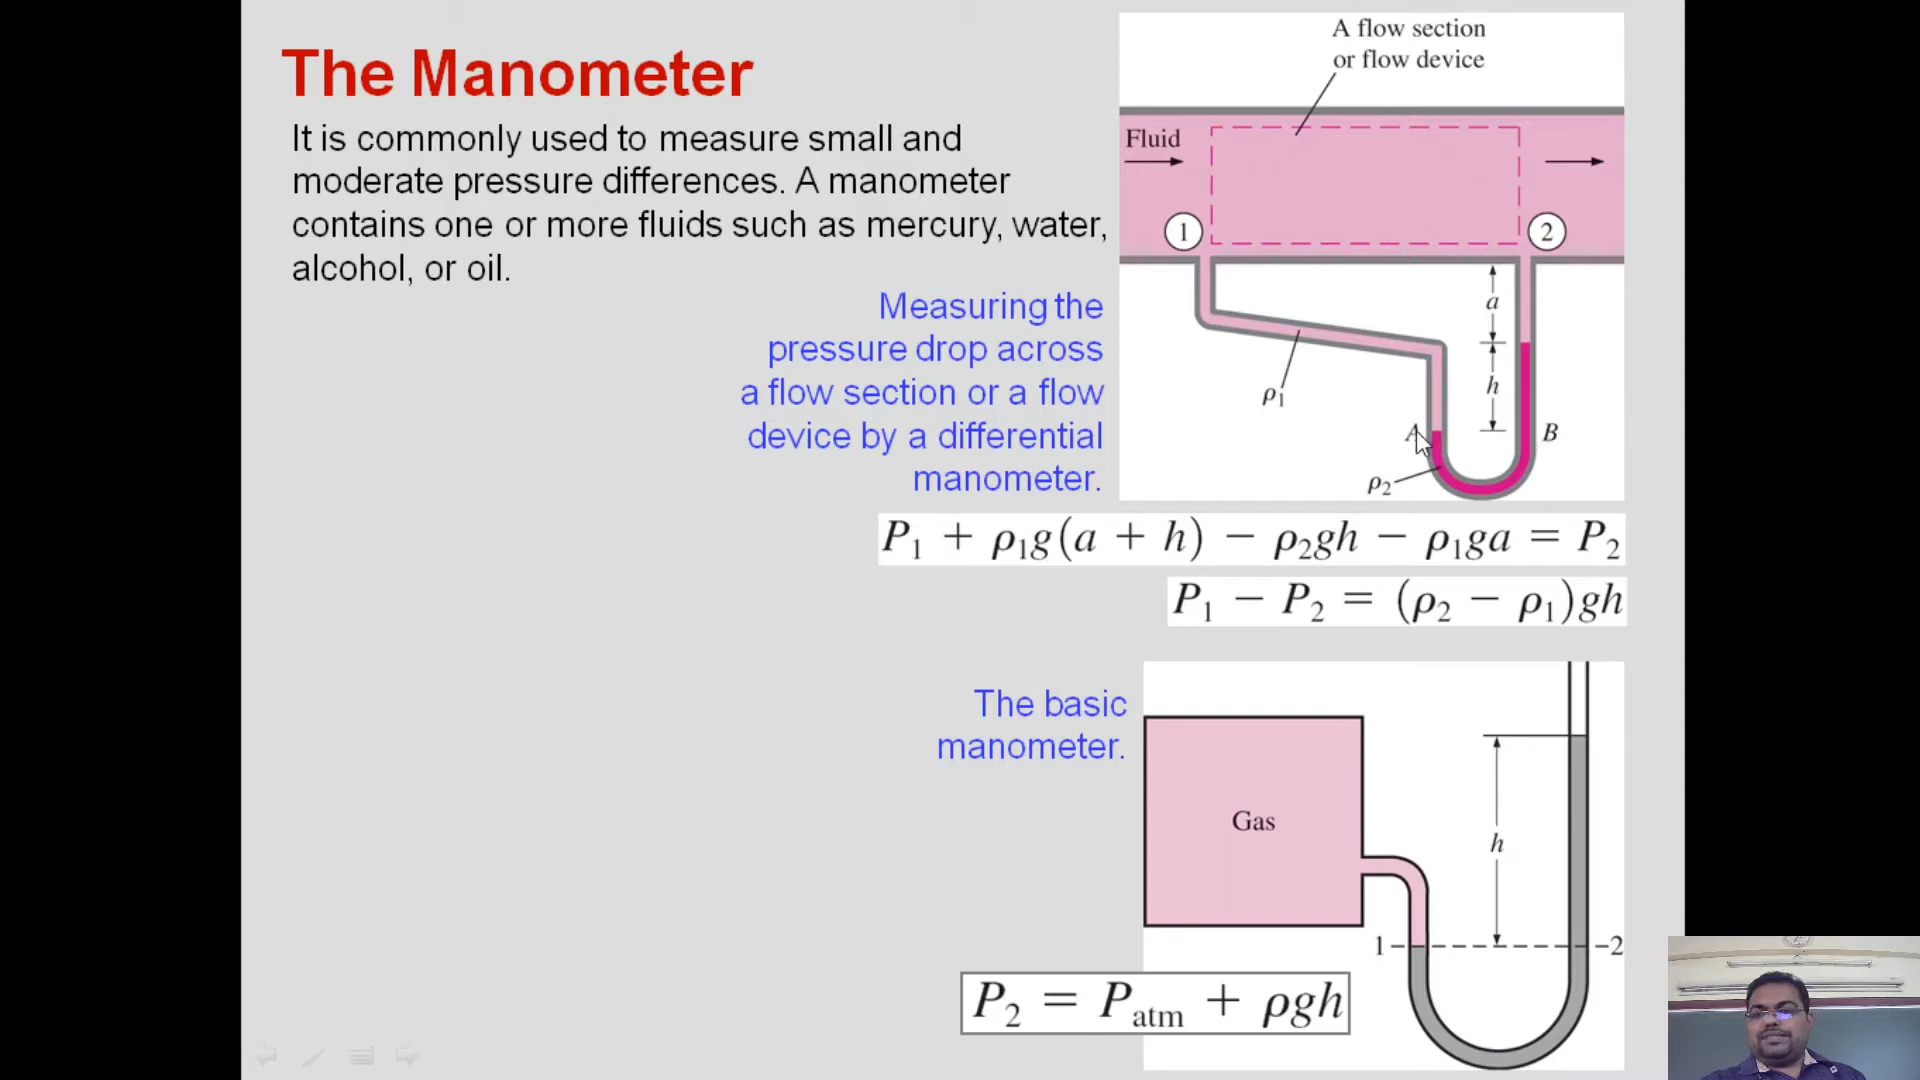 The Manometer
It is commonly used to measure small and
moderate pressure differences. A manometer
contains one or more fluids such as mercury, water,
alcohol, or oil.
Measuring the
pressure drop across
a flow section or a flow
device by a differential
manometer.
A flow section
or flow device
Fluid
1
2
a
h
ρ₁
A
B
ρ₂
P₁ + ρ₁g(a + h) − ρ₂gh − ρ₁ga = P₂
P₁ − P₂ = (ρ₂ − ρ₁)gh
The basic
manometer.
Gas
h
1
2
P₂ = Pₐₜₘ + ρgh